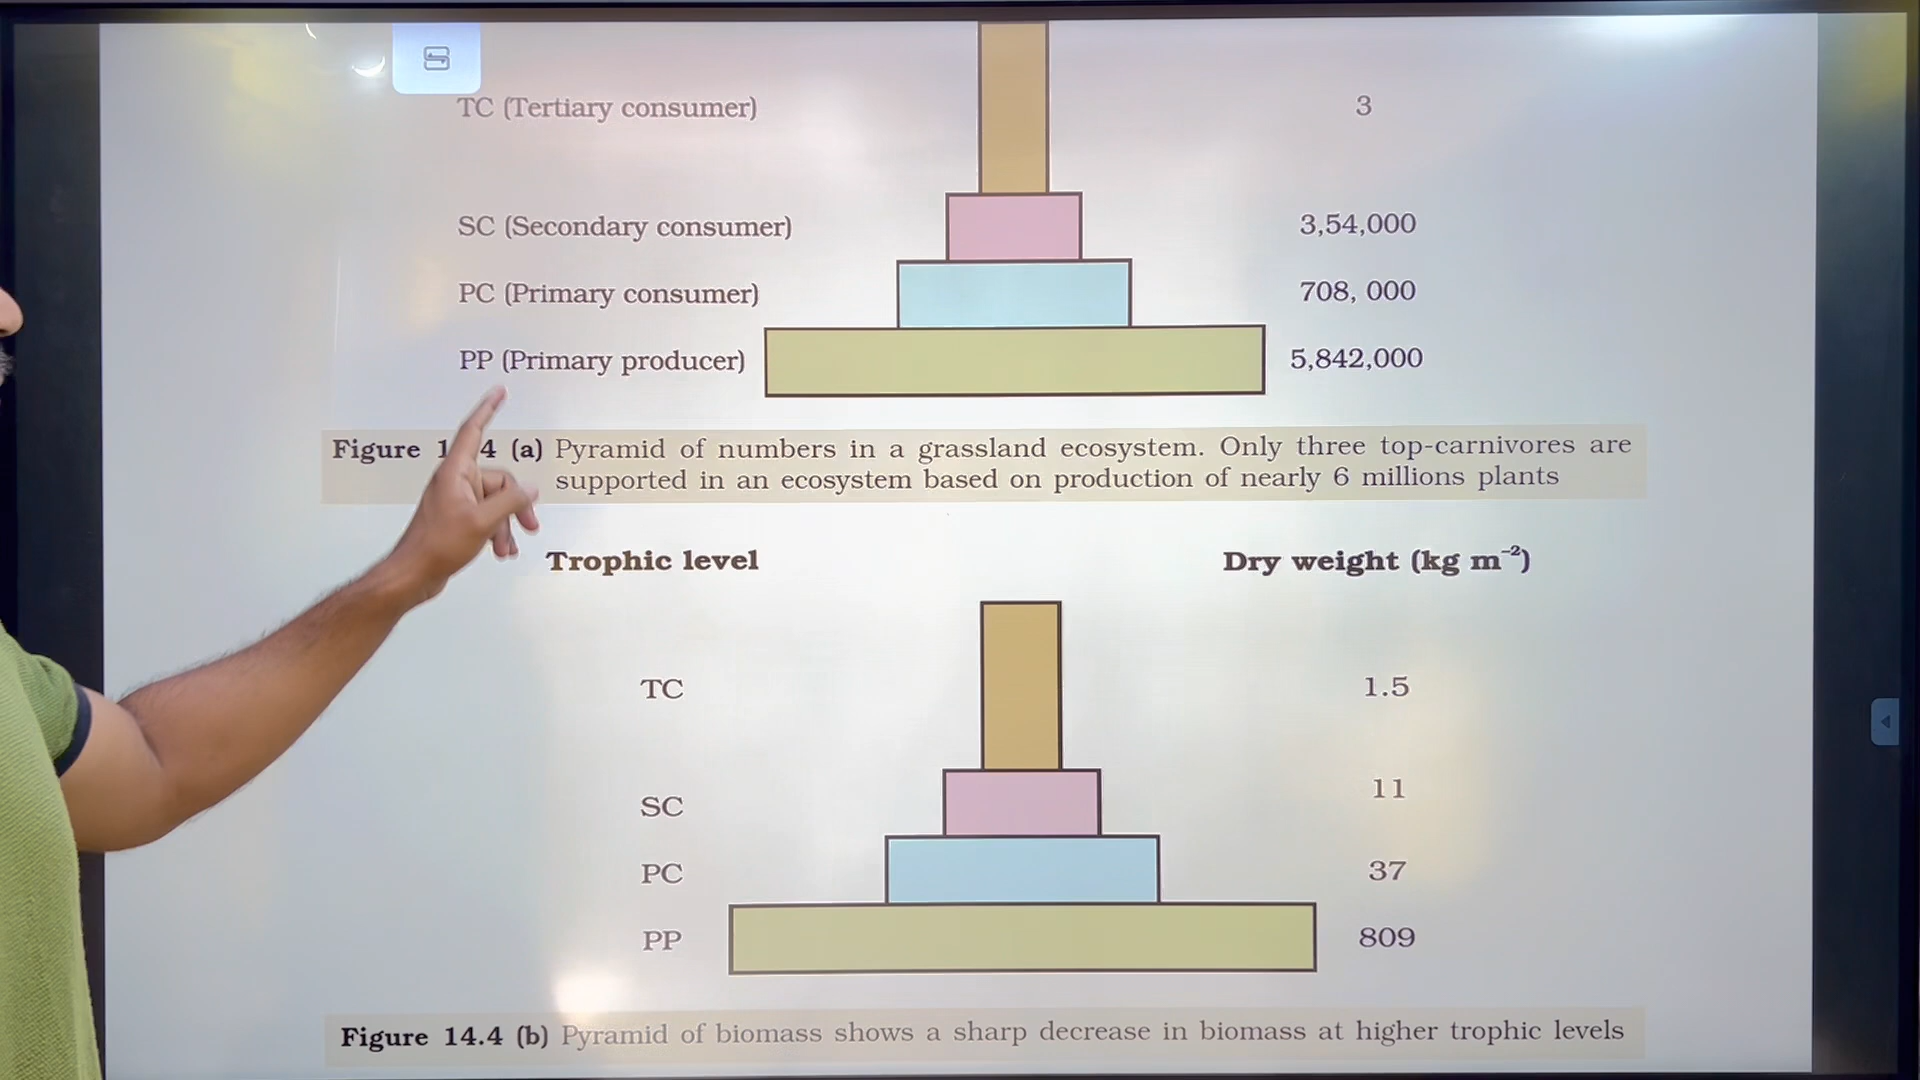 TC (Tertiary consumer) 3
SC (Secondary consumer) 3,54,000
PC (Primary consumer) 708, 000
PP (Primary producer) 5,842,000
Figure 1 4 (a) Pyramid of numbers in a grassland ecosystem. Only three top-carnivores are
supported in an ecosystem based on production of nearly 6 millions plants
Trophic level Dry weight (kg m⁻²)
TC 1.5
SC 11
PC 37
PP 809
Figure 14.4 (b) Pyramid of biomass shows a sharp decrease in biomass at higher trophic levels